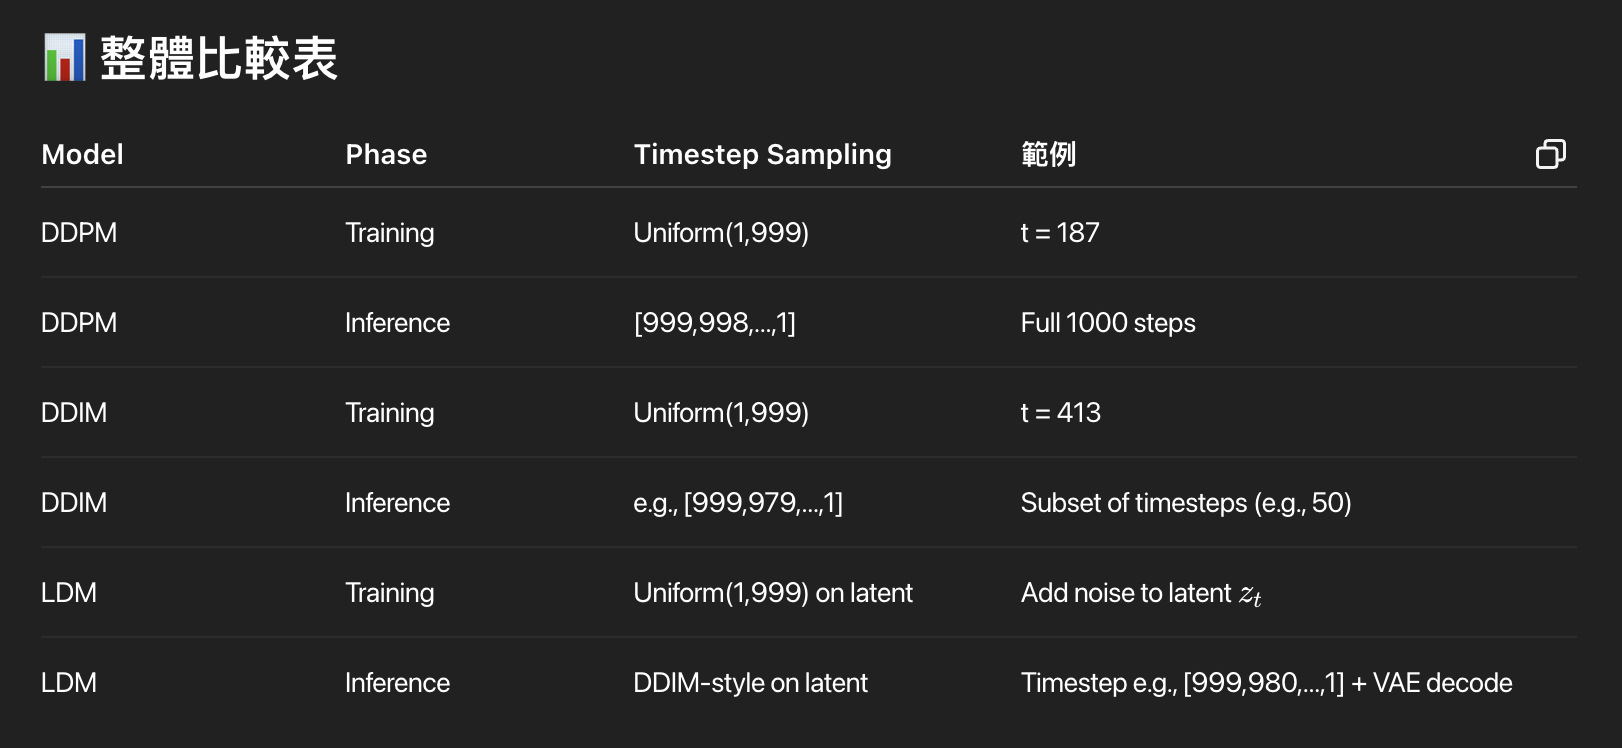 📊 整體比較表
Model Phase Timestep Sampling 範例
DDPM Training Uniform(1,999) t = 187
DDPM Inference [999,998,...,1] Full 1000 steps
DDIM Training Uniform(1,999) t = 413
DDIM Inference e.g., [999,979,...,1] Subset of timesteps (e.g., 50)
LDM Training Uniform(1,999) on latent Add noise to latent z_t
LDM Inference DDIM-style on latent Timestep e.g., [999,980,...,1] + VAE decode